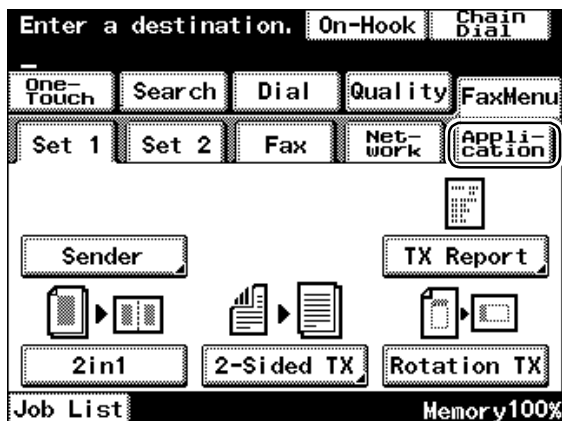 Enter a destination. On-Hook Chain Dial
One-Touch Search Dial Quality FaxMenu
Set 1 Set 2 Fax Net-work Appli-cation
Sender TX Report
2in1 2-Sided TX Rotation TX
Job List Memory100%